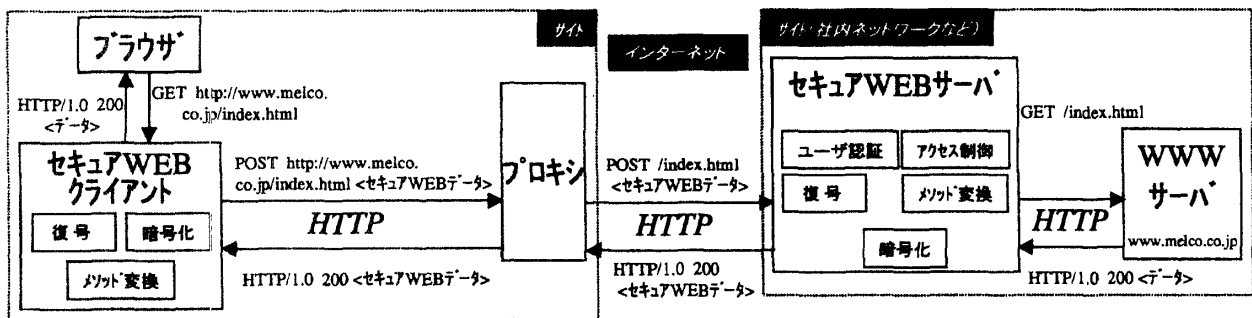 サイト
ブラウザ
HTTP/1.0 200
<データ>
GET http://www.melco.
co.jp/index.html
セキュアWEB
クライアント
復号
暗号化
メソッド変換
POST http://www.melco.
co.jp/index.html <セキュアWEBデータ>
HTTP
HTTP/1.0 200 <セキュアWEBデータ>
プロキシ
インターネット
POST /index.html
<セキュアWEBデータ>
HTTP
HTTP/1.0 200
<セキュアWEBデータ>
サイト(社内ネットワークなど)
セキュアWEBサーバ
ユーザ認証
アクセス制御
復号
メソッド変換
暗号化
GET /index.html
HTTP
HTTP/1.0 200 <データ>
WWW
サーバ
www.melco.co.jp